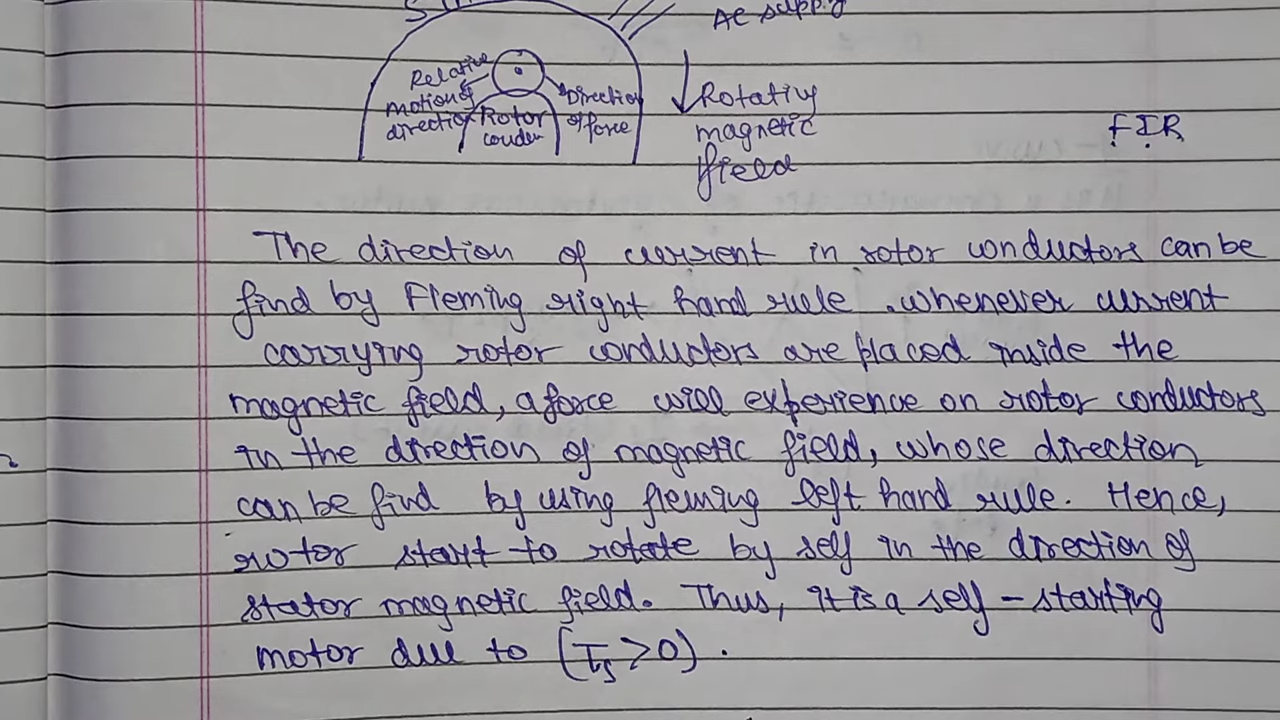 AC supply
Relative
motion of
direction
Rotor
conder
Direction
of force
Rotating
magnetic
field
FIR
The direction of current in rotor conductors can be
find by Fleming right hand rule . whenever current
carrying rotor conductors are placed inside the
magnetic field, a force will experience on rotor conductors
in the direction of magnetic field, whose direction
can be find by using fleming left hand rule. Hence,
rotor start to rotate by self in the direction of
stator magnetic field. Thus, it is a self-starting
motor due to (Ts>0) .